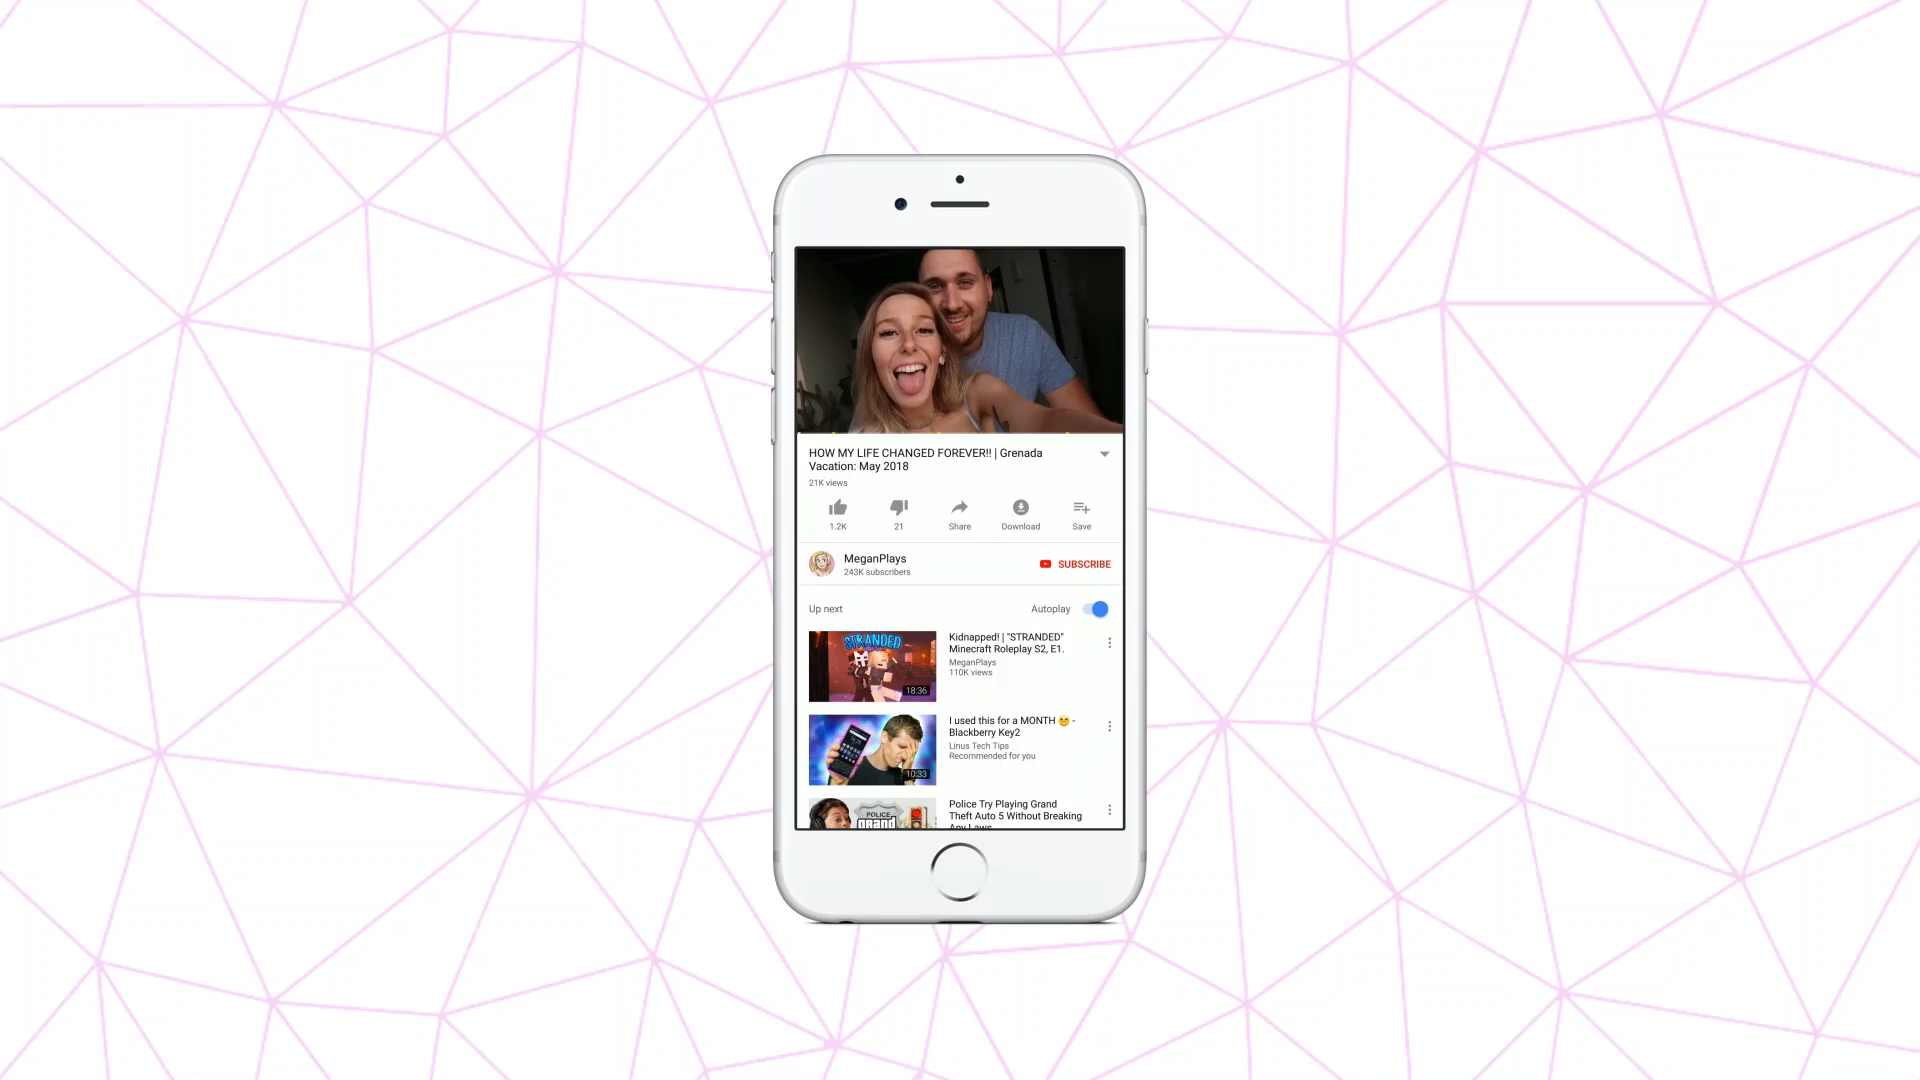 HOW MY LIFE CHANGED FOREVER!! | Grenada
Vacation: May 2018
21K views
1.2K
21
Share
Download
Save
MeganPlays
243K subscribers
SUBSCRIBE
Up next
Autoplay
STRANDED
18:36
Kidnapped! | "STRANDED"
Minecraft Roleplay S2, E1.
MeganPlays
110K views
10:33
I used this for a MONTH 😕 -
Blackberry Key2
Linus Tech Tips
Recommended for you
POLICE
grand
Police Try Playing Grand
Theft Auto 5 Without Breaking
Any Laws